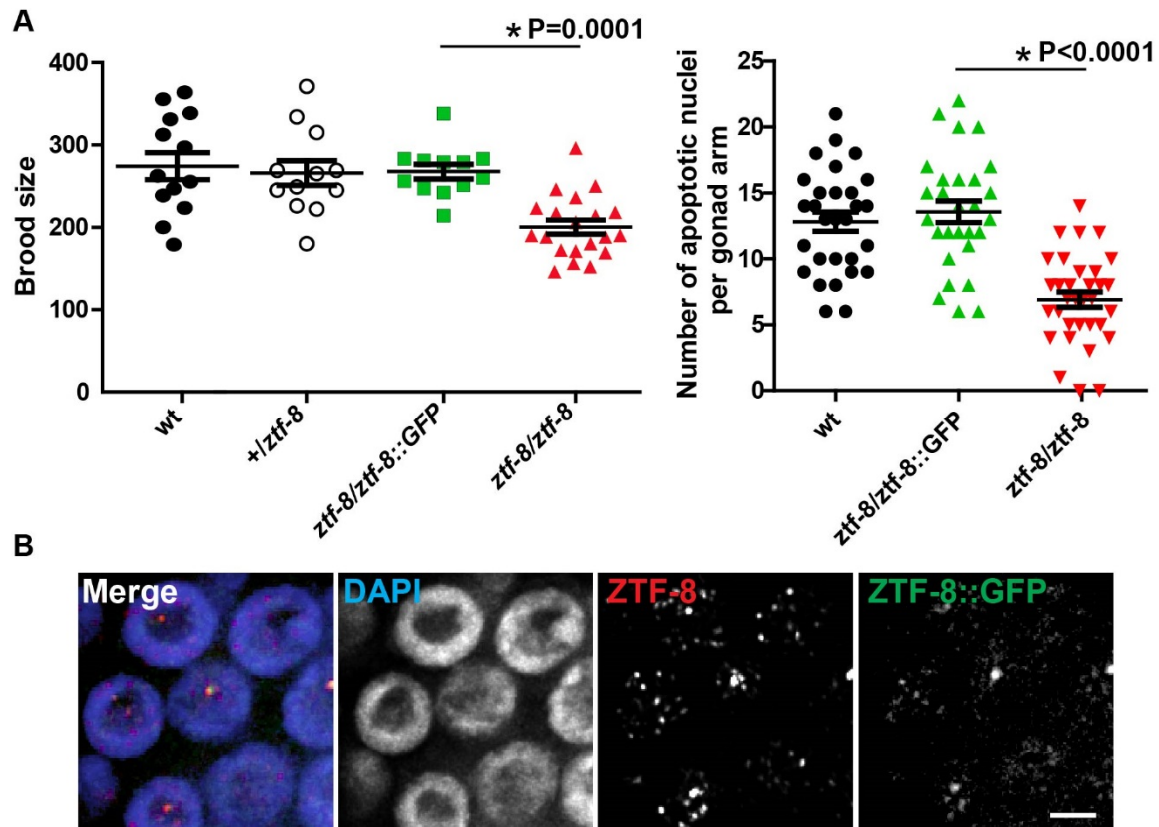 A
* P=0.0001
Brood size
400
300
200
100
0
wt
+/ztf-8
ztf-8/ztf-8::GFP
ztf-8/ztf-8
* P<0.0001
Number of apoptotic nuclei
per gonad arm
25
20
15
10
5
0
wt
ztf-8/ztf-8::GFP
ztf-8/ztf-8
B
Merge
DAPI
ZTF-8
ZTF-8::GFP